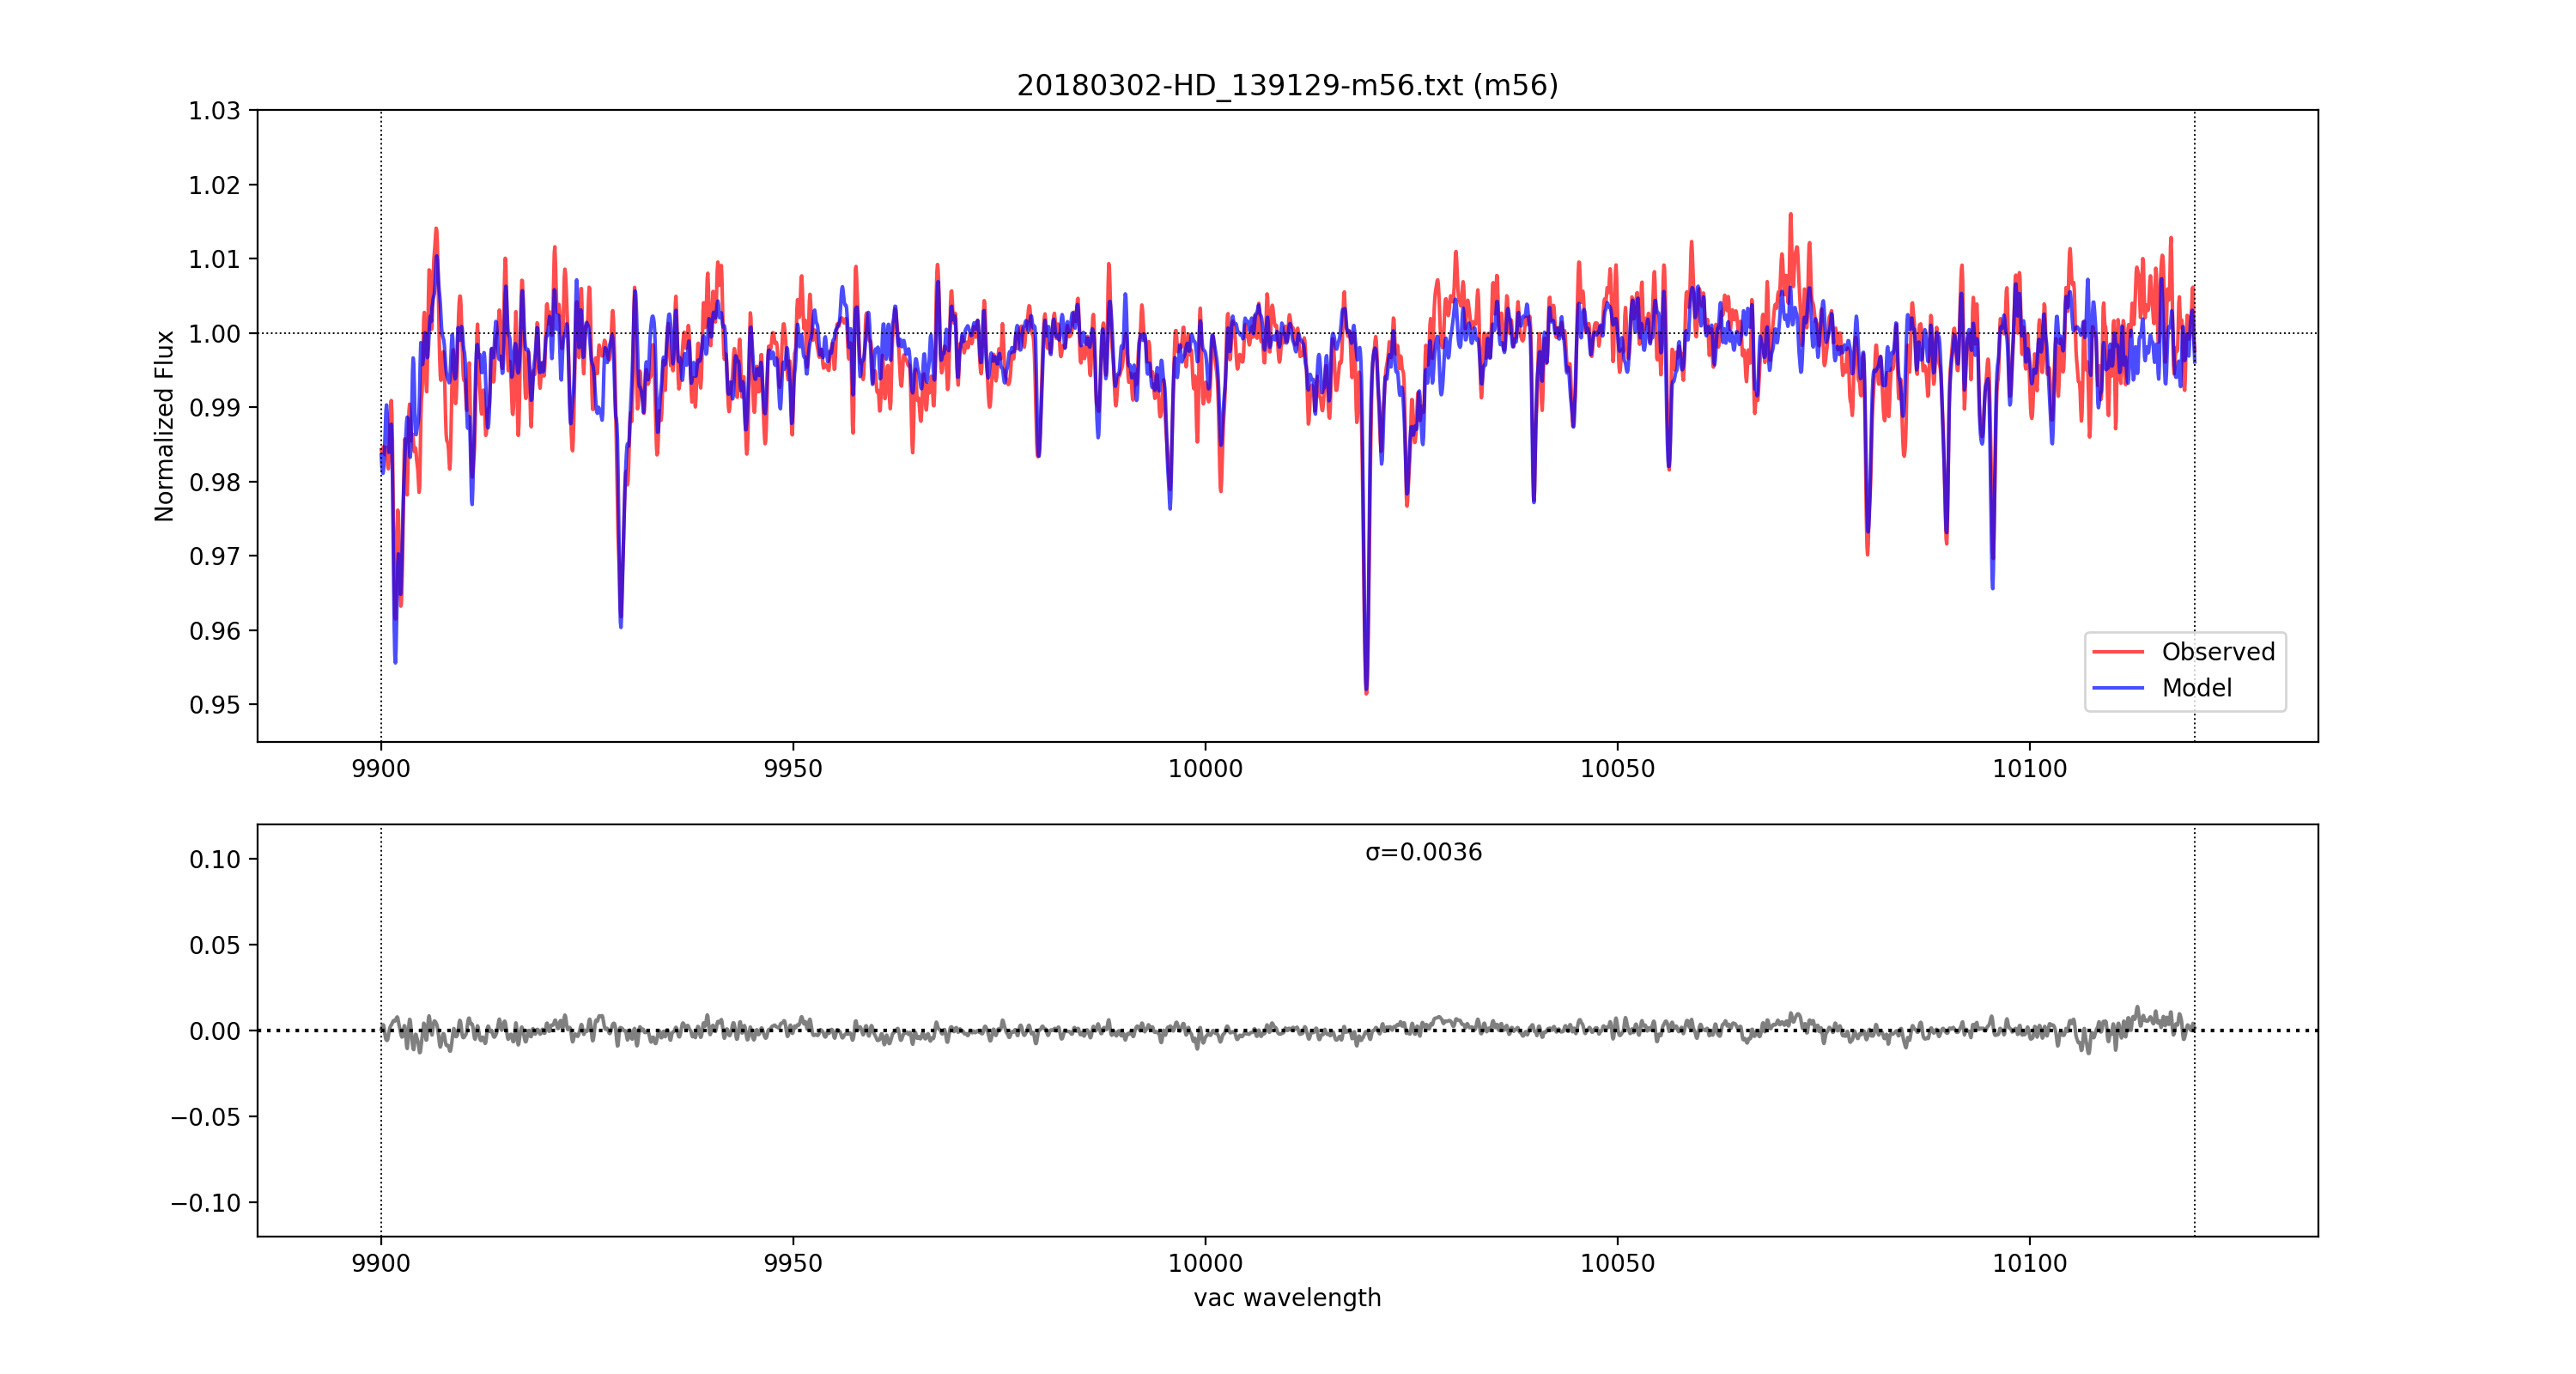 20180302-HD_139129-m56.txt (m56)
1.03
1.02
1.01
1.00
0.99
0.98
0.97
0.96
0.95
Normalized Flux
Observed
Model
9900 9950 10000 10050 10100
σ=0.0036
0.10
0.05
0.00
−0.05
−0.10
9900 9950 10000 10050 10100
vac wavelength